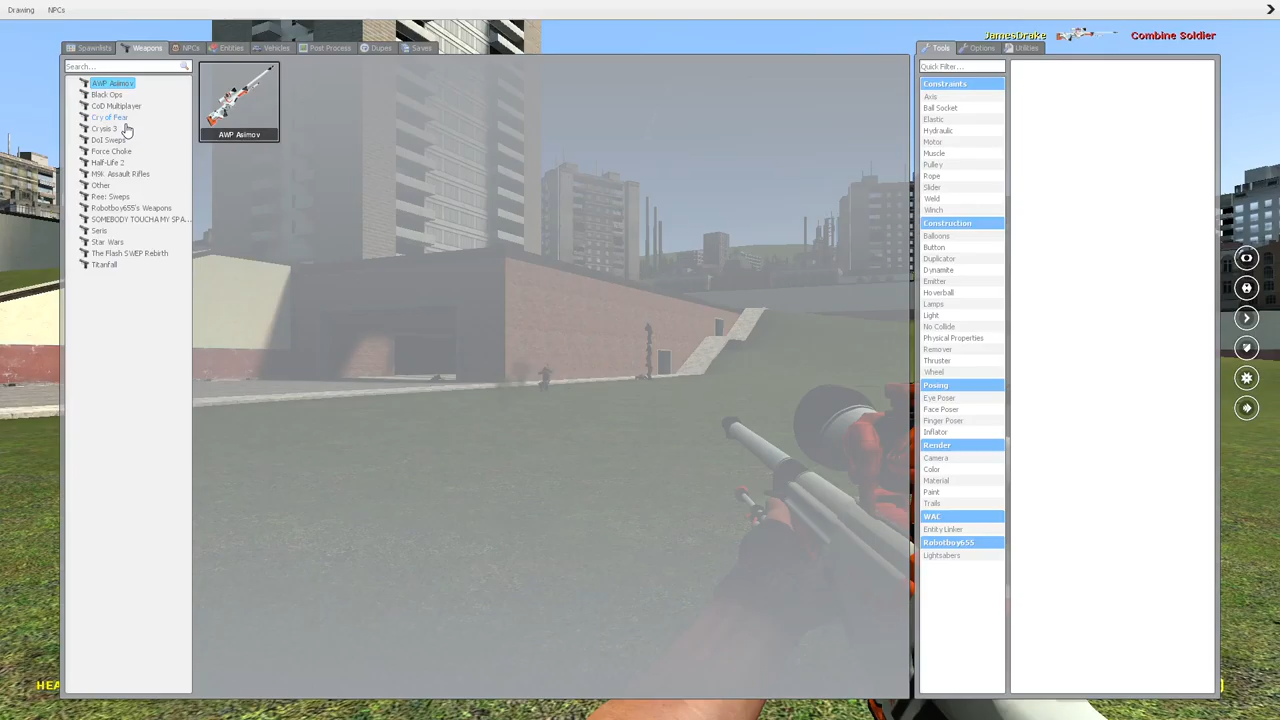 Drawing NPCs
JamesDrake Combine Soldier
Spawnlists Weapons NPCs Entities Vehicles Post Process Dupes Saves
Search...
AWP Asimov
Black Ops
CoD Multiplayer
Cry of Fear
Crysis 3
DoI Sweps
Force Choke
Half-Life 2
M9K Assault Rifles
Other
Ree: Sweps
Robotboy655's Weapons
SOMEBODY TOUCHA MY SPA...
Seris
Star Wars
The Flash SWEP Rebirth
Titanfall
AWP Asimov
Tools Options Utilities
Quick Filter...
Constraints
Axis
Ball Socket
Elastic
Hydraulic
Motor
Muscle
Pulley
Rope
Slider
Weld
Winch
Construction
Balloons
Button
Duplicator
Dynamite
Emitter
Hoverball
Lamps
Light
No Collide
Physical Properties
Remover
Thruster
Wheel
Posing
Eye Poser
Face Poser
Finger Poser
Inflator
Render
Camera
Color
Material
Paint
Trails
WAC
Entity Linker
Robotboy655
Lightsabers
HEA